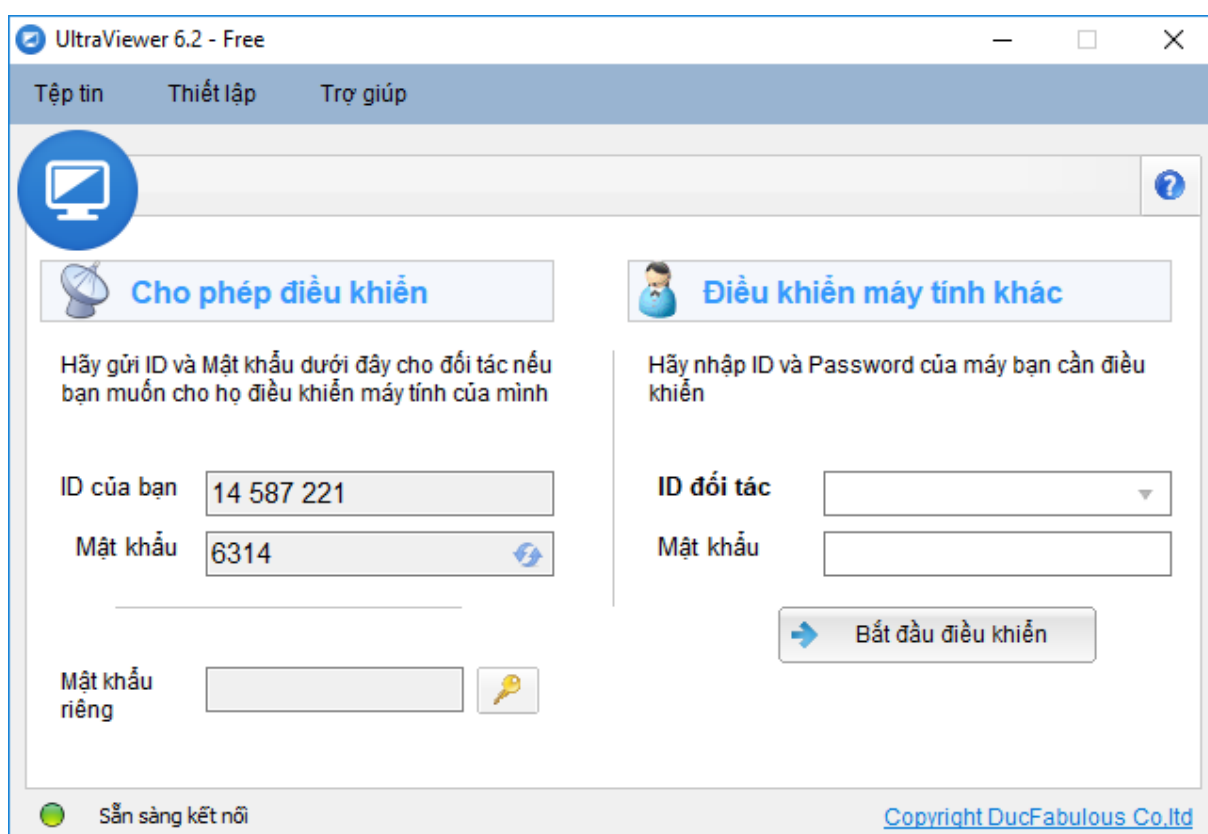 UltraViewer 6.2 - Free
Tệp tin Thiết lập Trợ giúp
Cho phép điều khiển
Hãy gửi ID và Mật khẩu dưới đây cho đối tác nếu
bạn muốn cho họ điều khiển máy tính của mình
ID của bạn 14 587 221
Mật khẩu 6314
Mật khẩu
riêng
Điều khiển máy tính khác
Hãy nhập ID và Password của máy bạn cần điều
khiển
ID đối tác
Mật khẩu
Bắt đầu điều khiển
Sẵn sàng kết nối
Copyright DucFabulous Co,ltd